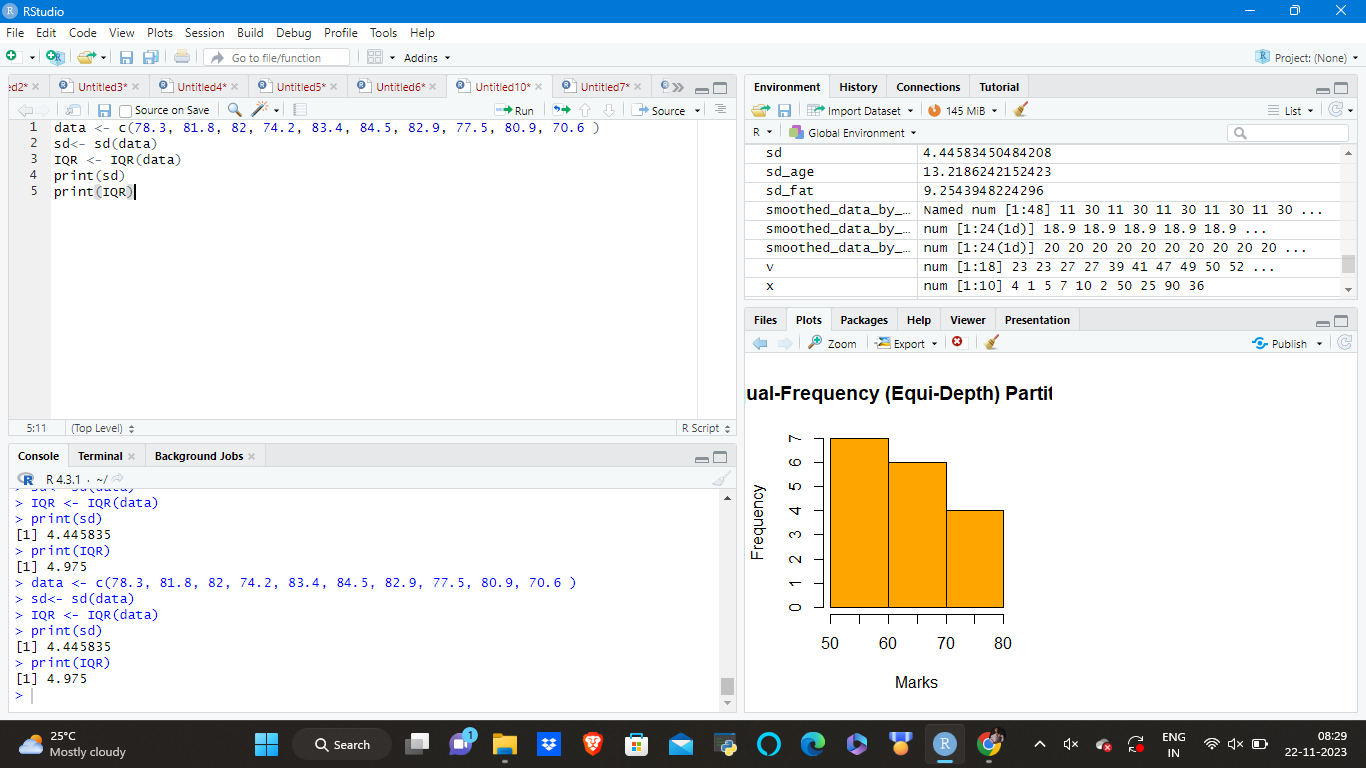 RStudio
File Edit Code View Plots Session Build Debug Profile Tools Help
Go to file/function
Addins
Project: (None)
ed2*
Untitled3*
Untitled4*
Untitled5*
Untitled6*
Untitled10*
Untitled7*
Source on Save
Run
Source
1 data <- c(78.3, 81.8, 82, 74.2, 83.4, 84.5, 82.9, 77.5, 80.9, 70.6 )
2 sd<- sd(data)
3 IQR <- IQR(data)
4 print(sd)
5 print(IQR)
5:11 (Top Level) R Script
Console Terminal Background Jobs
R 4.3.1 · ~/
> IQR <- IQR(data)
> print(sd)
[1] 4.445835
> print(IQR)
[1] 4.975
> data <- c(78.3, 81.8, 82, 74.2, 83.4, 84.5, 82.9, 77.5, 80.9, 70.6 )
> sd<- sd(data)
> IQR <- IQR(data)
> print(sd)
[1] 4.445835
> print(IQR)
[1] 4.975
>
Environment History Connections Tutorial
Import Dataset 145 MiB List
R Global Environment
sd 4.44583450484208
sd_age 13.2186242152423
sd_fat 9.2543948224296
smoothed_data_by_… Named num [1:48] 11 30 11 30 11 30 11 30 11 30 ...
smoothed_data_by_… num [1:24(1d)] 18.9 18.9 18.9 18.9 18.9 ...
smoothed_data_by_… num [1:24(1d)] 20 20 20 20 20 20 20 20 20 20 ...
v num [1:18] 23 23 27 27 39 41 47 49 50 52 ...
x num [1:10] 4 1 5 7 10 2 50 25 90 36
Files Plots Packages Help Viewer Presentation
Zoom Export Publish
ual-Frequency (Equi-Depth) Partit
Frequency
7
6
5
4
3
2
1
0
50 60 70 80
Marks
25°C
Mostly cloudy
Search
1
ENG
IN
08:29
22-11-2023